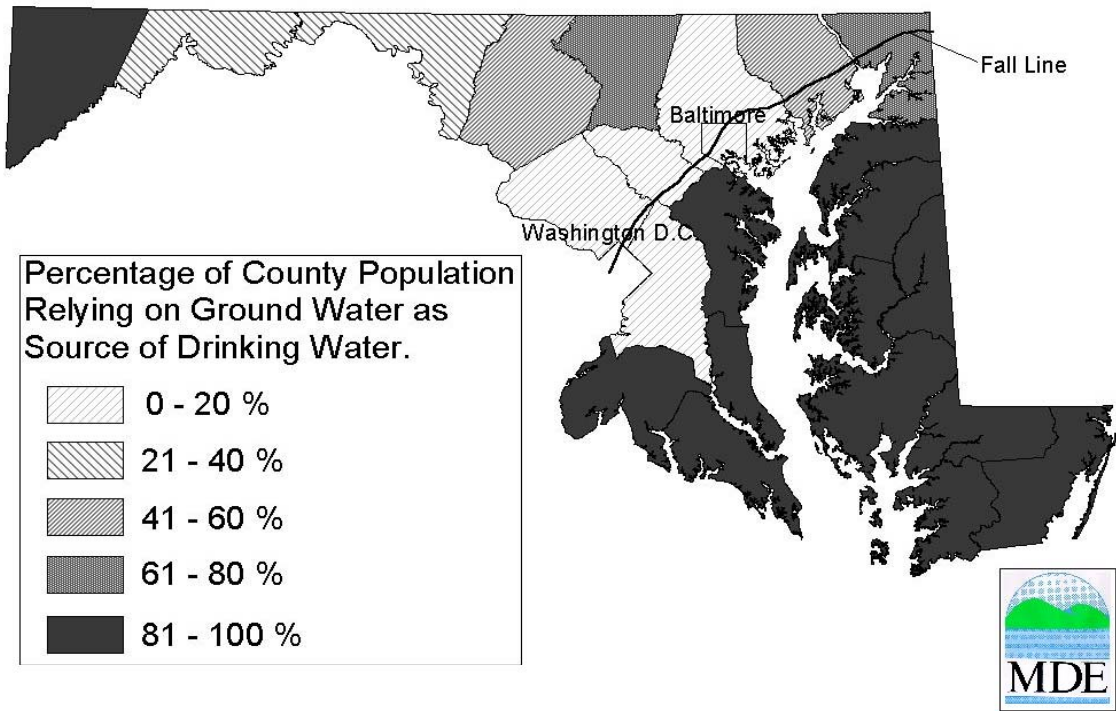 Fall Line
Baltimore
Washington D.C.
Percentage of County Population
Relying on Ground Water as
Source of Drinking Water.
0 - 20 %
21 - 40 %
41 - 60 %
61 - 80 %
81 - 100 %
MDE